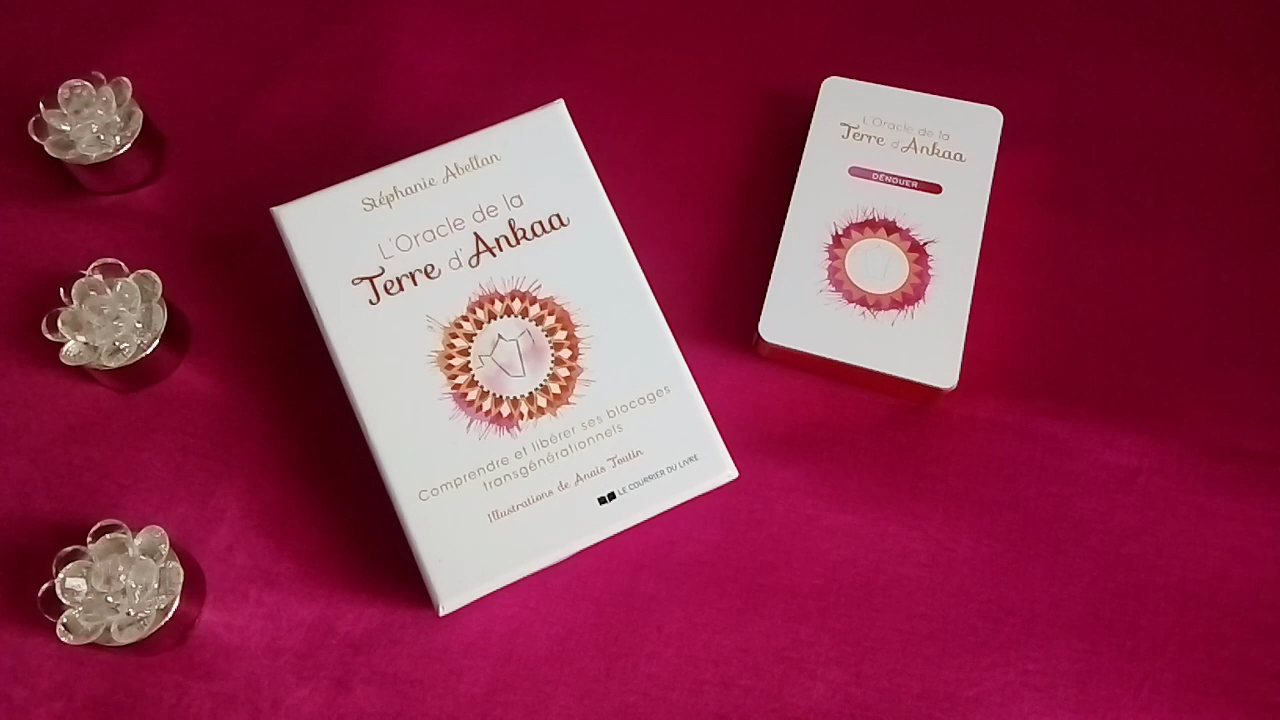 Stéphanie Abellan
L'Oracle de la
Terre d'Ankaa
Comprendre et libérer ses blocages
transgénérationnels
Illustrations de Anaïs Toutin
LE COURRIER DU LIVRE
L'Oracle de la
Terre d'Ankaa
DÉNOUER